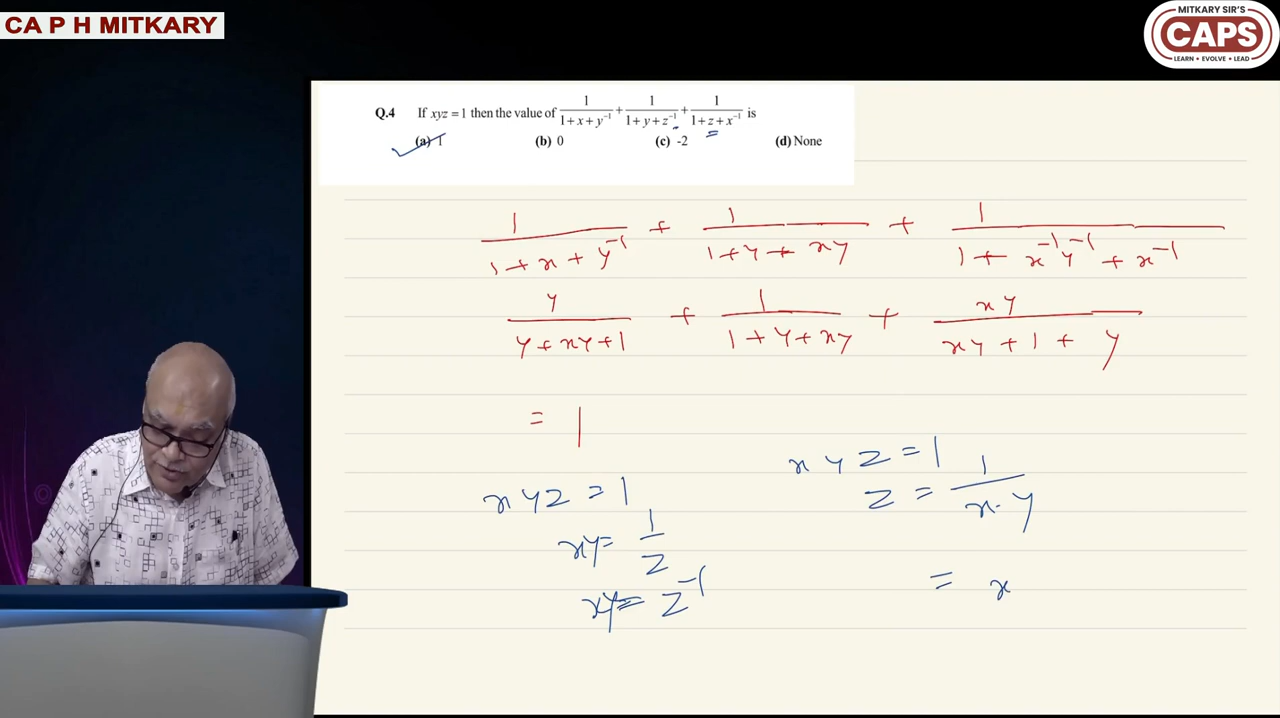 CA P H MITKARY
MITKARY SIR'S
CAPS
LEARN • EVOLVE • LEAD
Q.4 If xyz = 1 then the value of 1/(1+x+y⁻¹) + 1/(1+y+z⁻¹) + 1/(1+z+x⁻¹) is
(a) 1 (b) 0 (c) -2 (d) None
1/(1+x+y⁻¹) + 1/(1+y+xy) + 1/(1+x⁻¹y⁻¹+x⁻¹)
y/(y+xy+1) + 1/(1+y+xy) + xy/(xy+1+y)
= 1
xyz = 1
xy = 1/z
xy = z⁻¹
xyz = 1
z = 1/(x·y)
= x